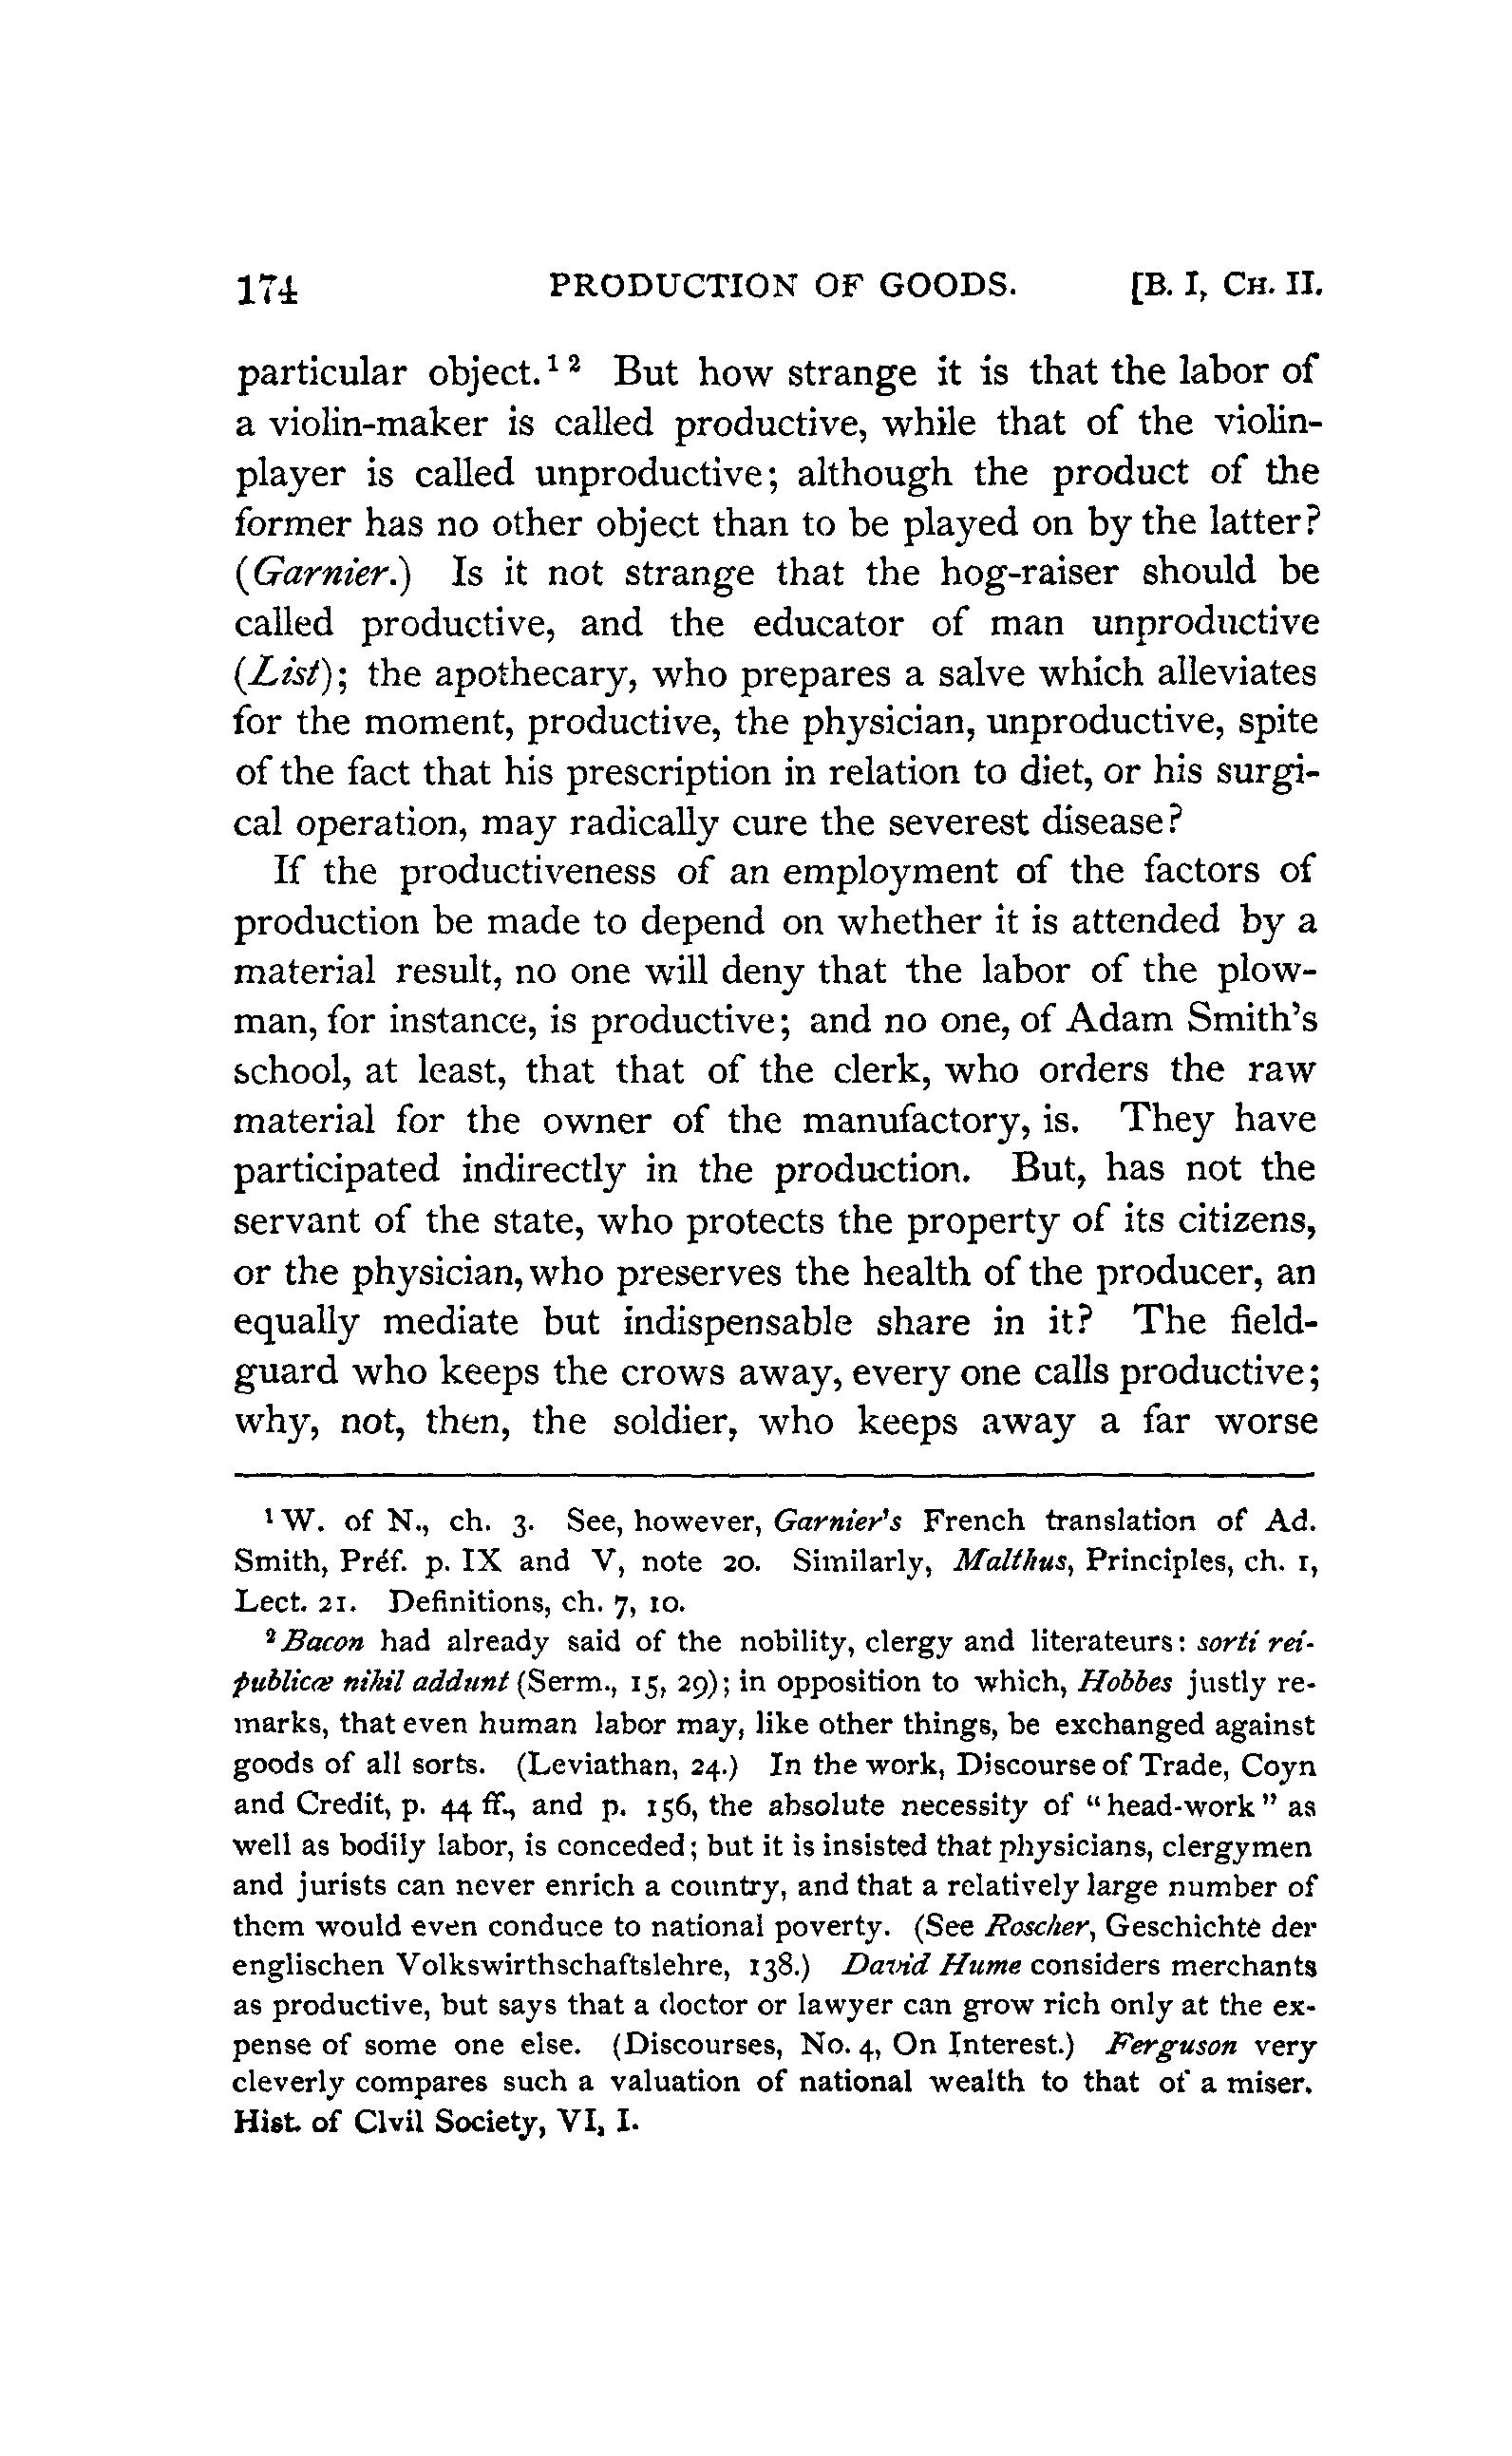 174 PRODUCTION OF GOODS. [B. I, CH. II.
particular object.¹ ² But how strange it is that the labor of
a violin-maker is called productive, while that of the violin-
player is called unproductive; although the product of the
former has no other object than to be played on by the latter?
(Garnier.) Is it not strange that the hog-raiser should be
called productive, and the educator of man unproductive
(List); the apothecary, who prepares a salve which alleviates
for the moment, productive, the physician, unproductive, spite
of the fact that his prescription in relation to diet, or his surgi-
cal operation, may radically cure the severest disease?
If the productiveness of an employment of the factors of
production be made to depend on whether it is attended by a
material result, no one will deny that the labor of the plow-
man, for instance, is productive; and no one, of Adam Smith's
school, at least, that that of the clerk, who orders the raw
material for the owner of the manufactory, is. They have
participated indirectly in the production. But, has not the
servant of the state, who protects the property of its citizens,
or the physician, who preserves the health of the producer, an
equally mediate but indispensable share in it? The field-
guard who keeps the crows away, every one calls productive;
why, not, then, the soldier, who keeps away a far worse
¹ W. of N., ch. 3. See, however, Garnier's French translation of Ad.
Smith, Préf. p. IX and V, note 20. Similarly, Malthus, Principles, ch. 1,
Lect. 21. Definitions, ch. 7, 10.
² Bacon had already said of the nobility, clergy and literateurs: sorti rei-
publicæ nihil addunt (Serm., 15, 29); in opposition to which, Hobbes justly re-
marks, that even human labor may, like other things, be exchanged against
goods of all sorts. (Leviathan, 24.) In the work, Discourse of Trade, Coyn
and Credit, p. 44 ff., and p. 156, the absolute necessity of "head-work" as
well as bodily labor, is conceded; but it is insisted that physicians, clergymen
and jurists can never enrich a country, and that a relatively large number of
them would even conduce to national poverty. (See Roscher, Geschichte der
englischen Volkswirthschaftslehre, 138.) David Hume considers merchants
as productive, but says that a doctor or lawyer can grow rich only at the ex-
pense of some one else. (Discourses, No. 4, On Interest.) Ferguson very
cleverly compares such a valuation of national wealth to that of a miser.
Hist. of Civil Society, VI, I.